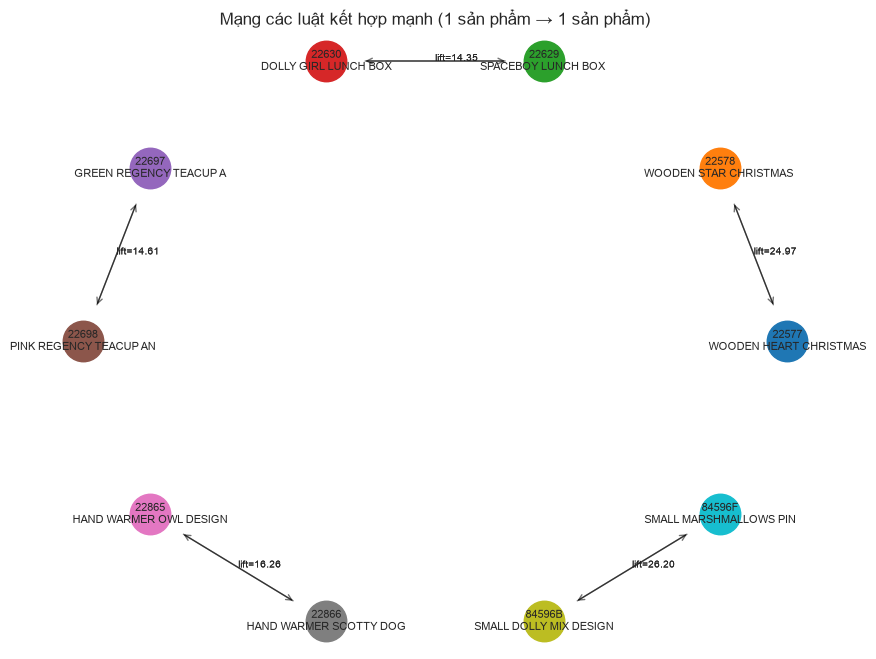 Mạng các luật kết hợp mạnh (1 sản phẩm → 1 sản phẩm)
22630
DOLLY GIRL LUNCH BOX
lift=14.35
22629
SPACEBOY LUNCH BOX
22697
GREEN REGENCY TEACUP A
22578
WOODEN STAR CHRISTMAS
lift=14.61
lift=24.97
22698
PINK REGENCY TEACUP AN
22577
WOODEN HEART CHRISTMAS
22865
HAND WARMER OWL DESIGN
84596F
SMALL MARSHMALLOWS PIN
lift=16.26
lift=26.20
22866
HAND WARMER SCOTTY DOG
84596B
SMALL DOLLY MIX DESIGN